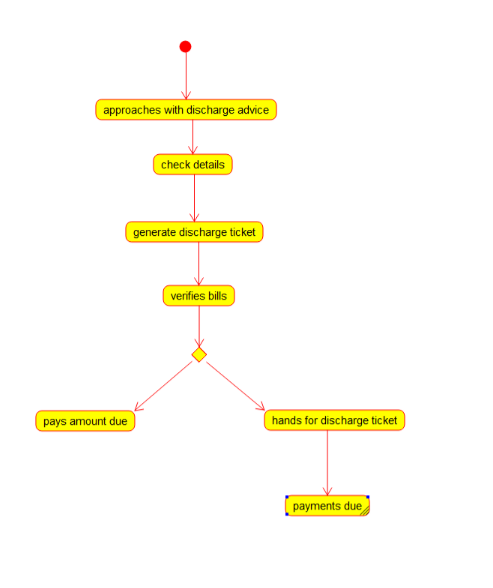 approaches with discharge advice
check details
generate discharge ticket
verifies bills
pays amount due
hands for discharge ticket
payments due